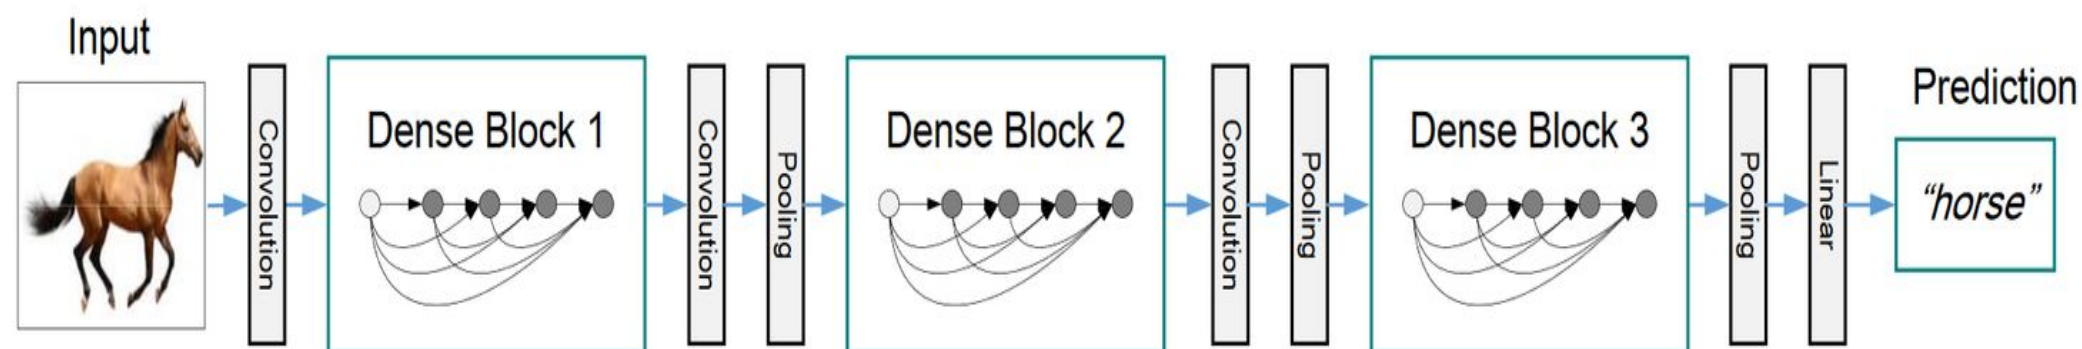 Input
Convolution
Dense Block 1
Convolution
Pooling
Dense Block 2
Convolution
Pooling
Dense Block 3
Pooling
Linear
Prediction
“horse”